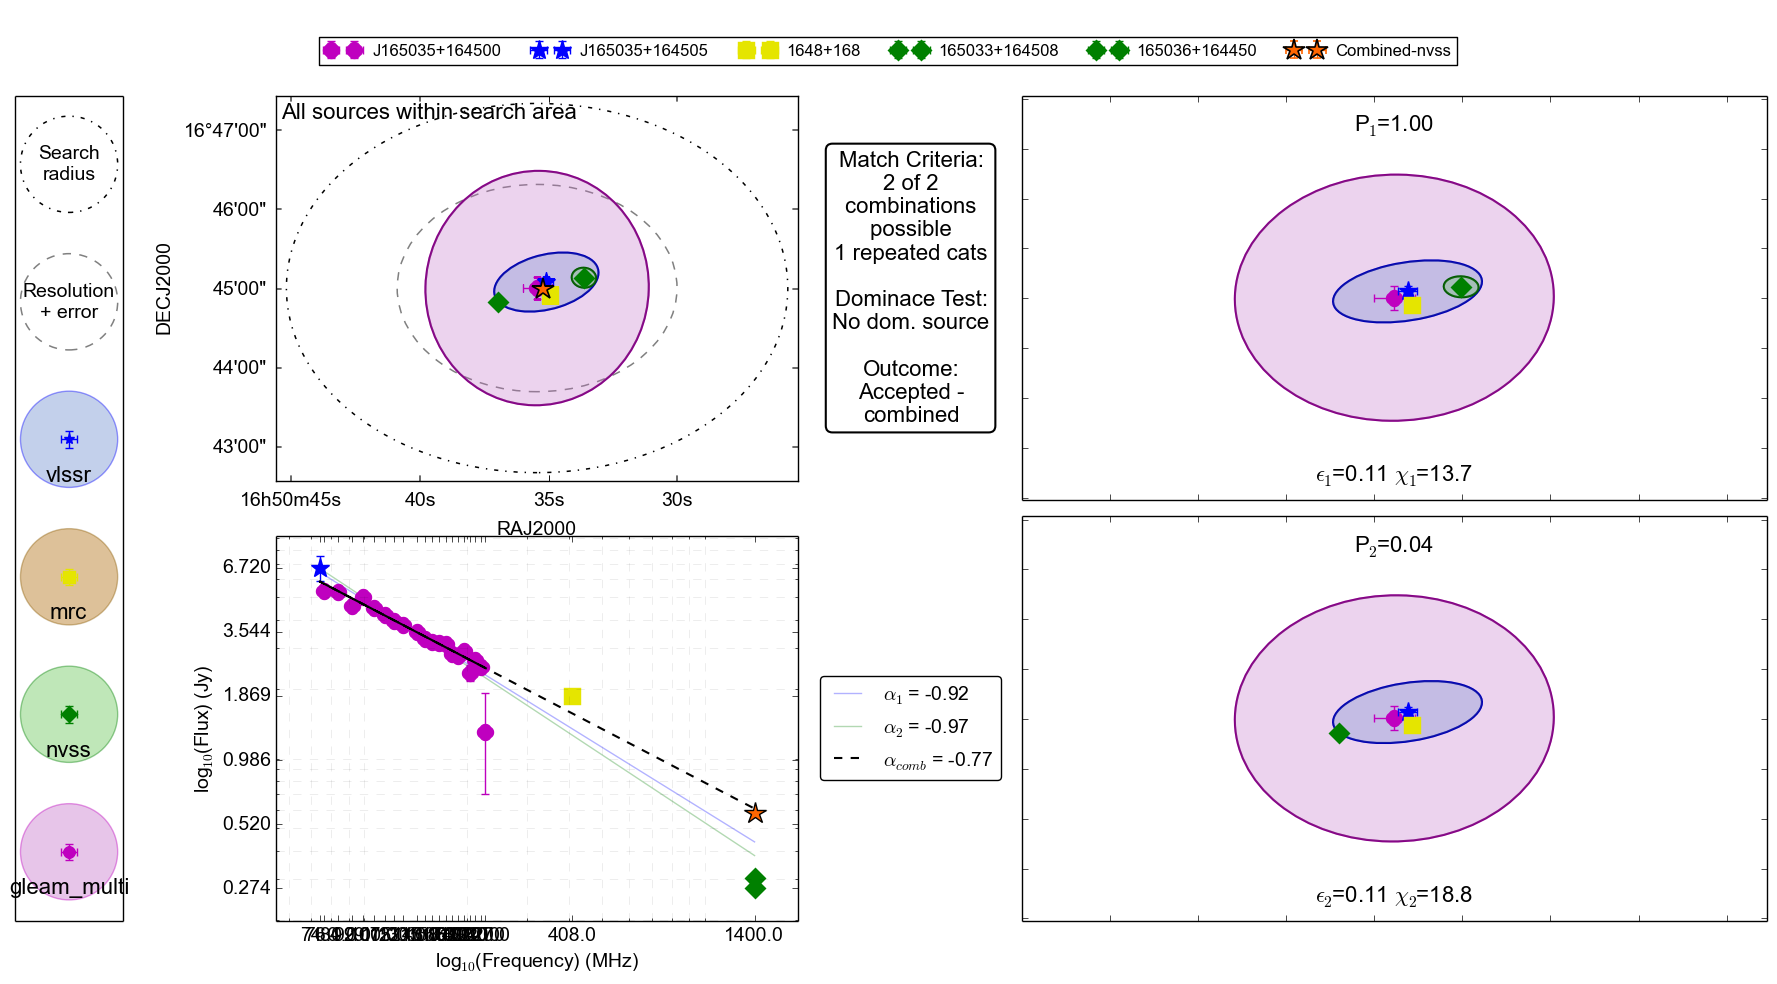 J165035+164500 J165035+164505 1648+168 165033+164508 165036+164450 Combined-nvss
Search
radius
Resolution
+ error
vlssr
mrc
nvss
gleam_multi
All sources within search area
DECJ2000
16°47'00"
46'00"
45'00"
44'00"
43'00"
16h50m45s 40s 35s 30s
RAJ2000
Match Criteria:
2 of 2
combinations
possible
1 repeated cats
Dominace Test:
No dom. source
Outcome:
Accepted -
combined
P1=1.00
ϵ1=0.11 χ1=13.7
log10(Flux) (Jy)
6.720
3.544
1.869
0.986
0.520
0.274
408.0 1400.0
log10(Frequency) (MHz)
α1 = -0.92
α2 = -0.97
αcomb = -0.77
P2=0.04
ϵ2=0.11 χ2=18.8